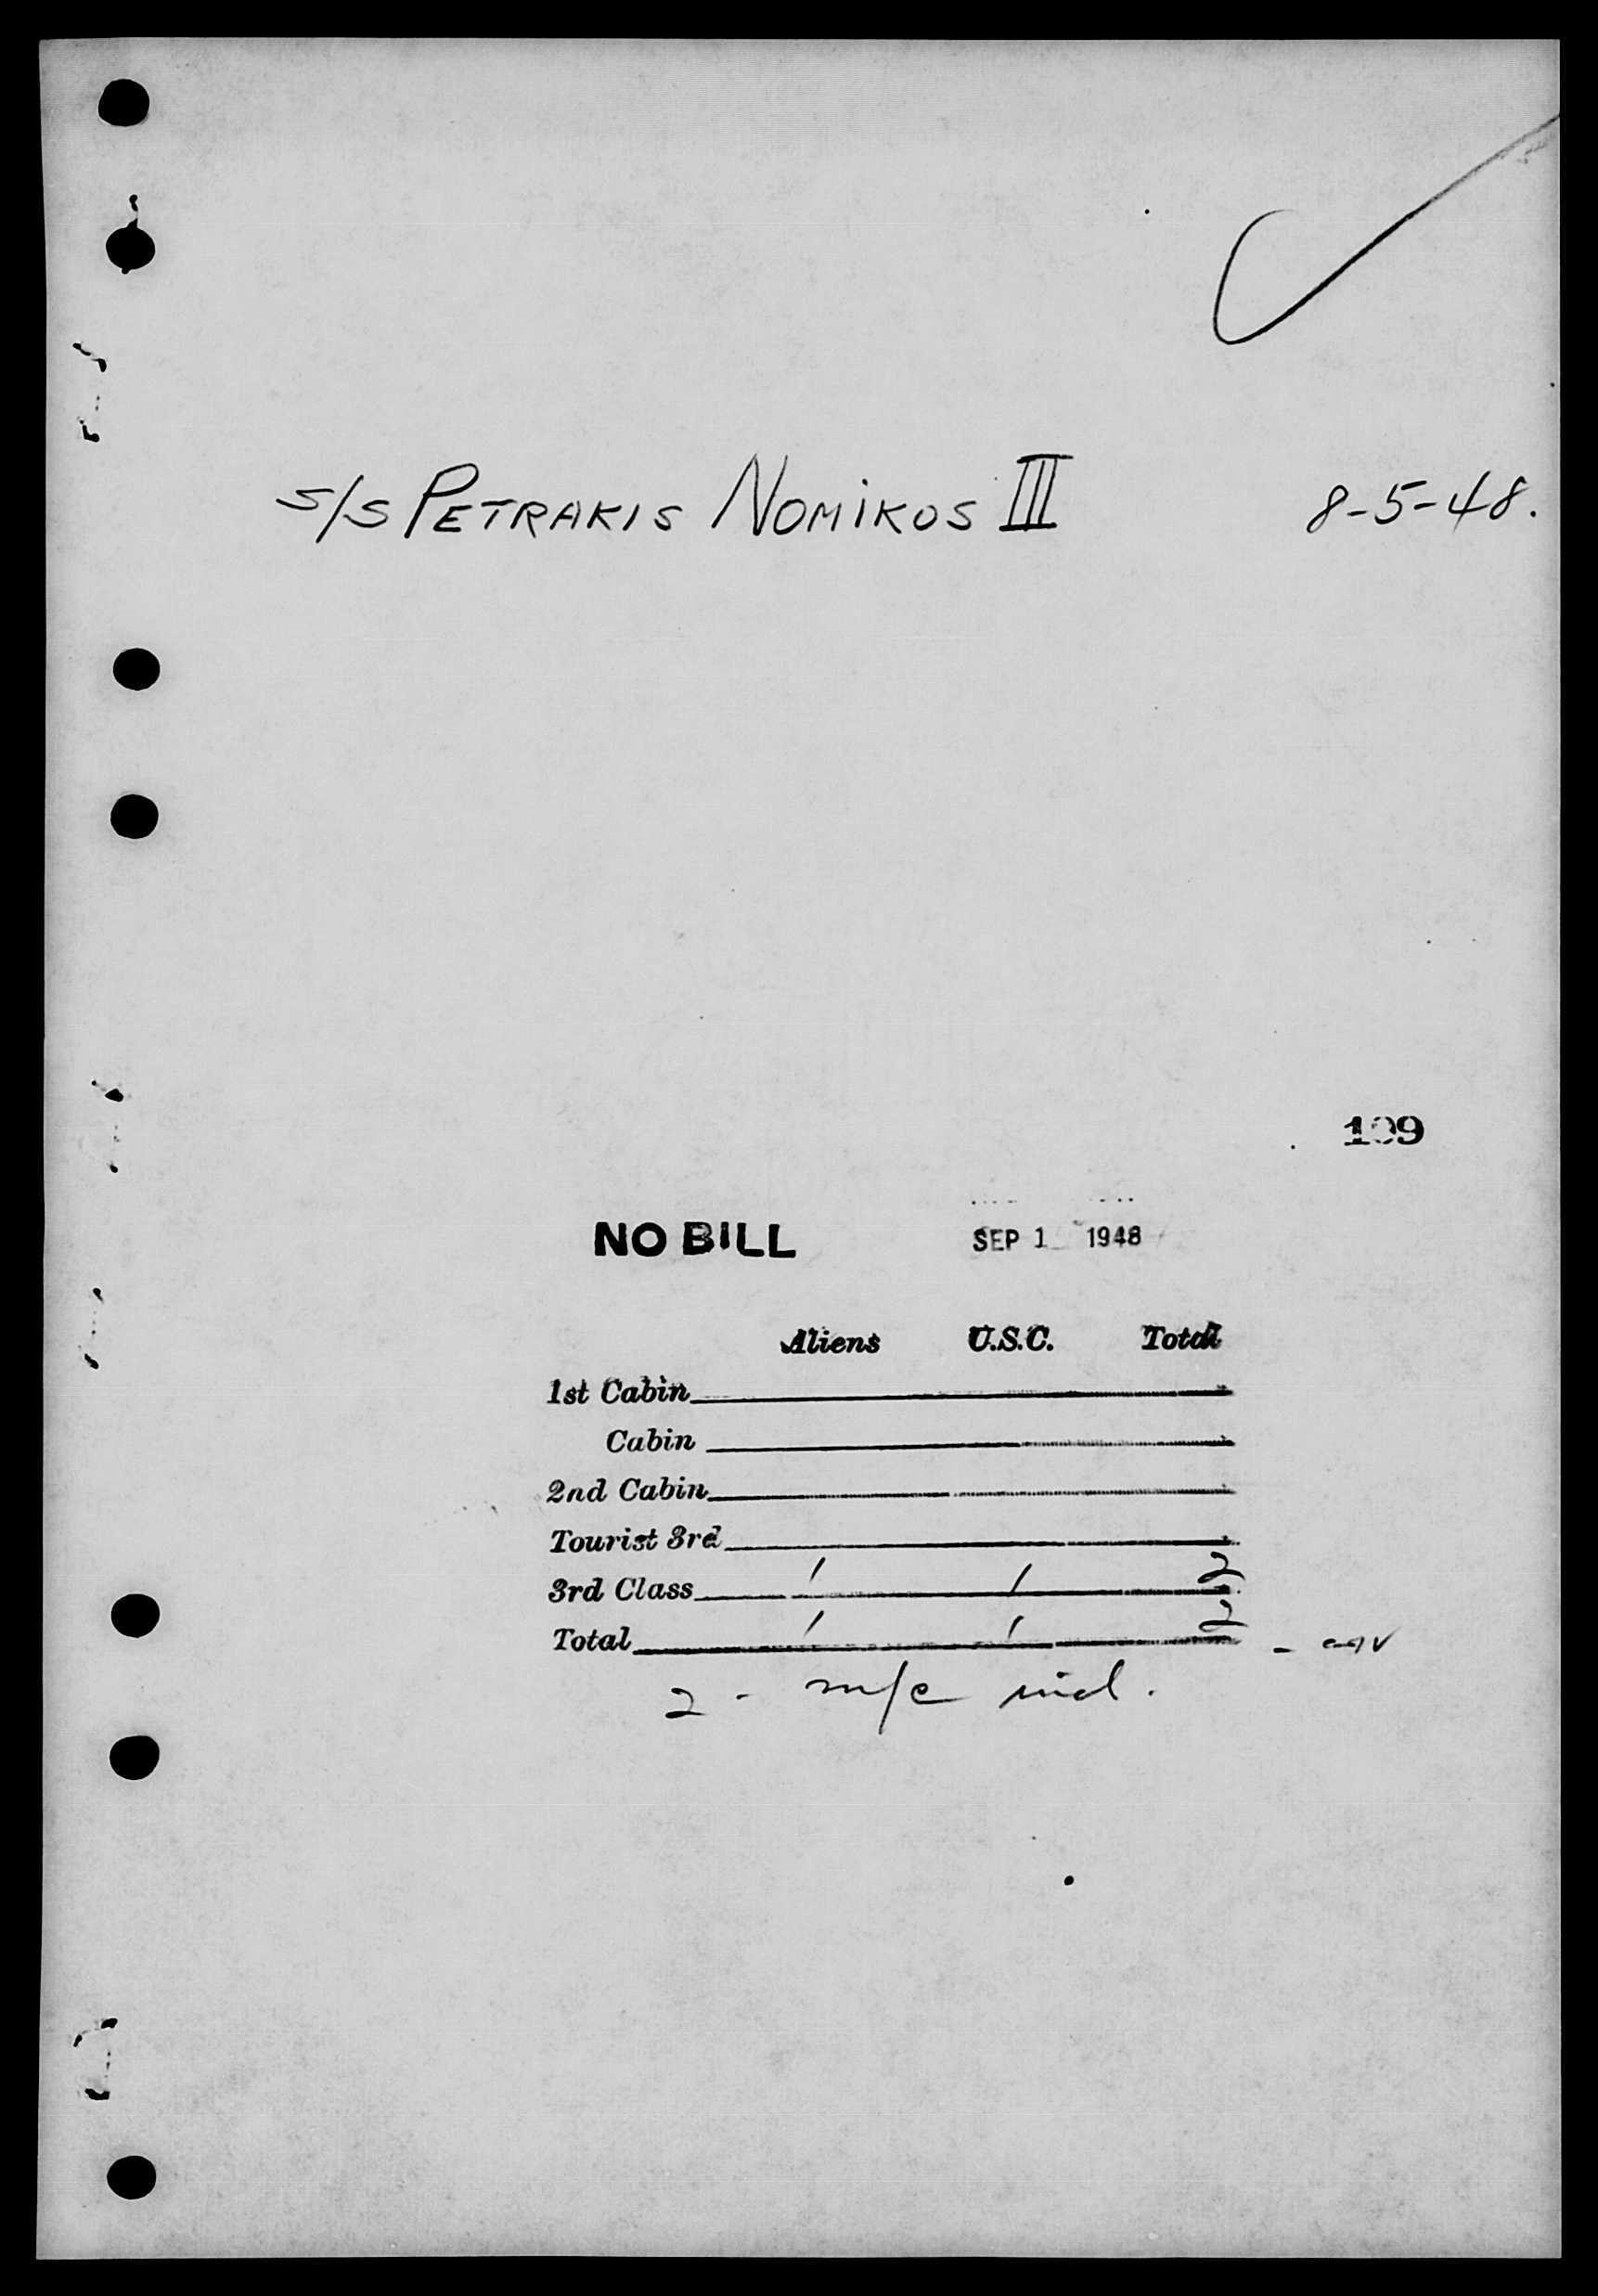 S/S PETRAKIS NOMIKOS III 8-5-48.
109
NO BILL SEP 1 1948
Aliens U.S.C. Total
1st Cabin
Cabin
2nd Cabin
Tourist 3rd
3rd Class 1 1 2
Total 1 1 2
2 - m/c